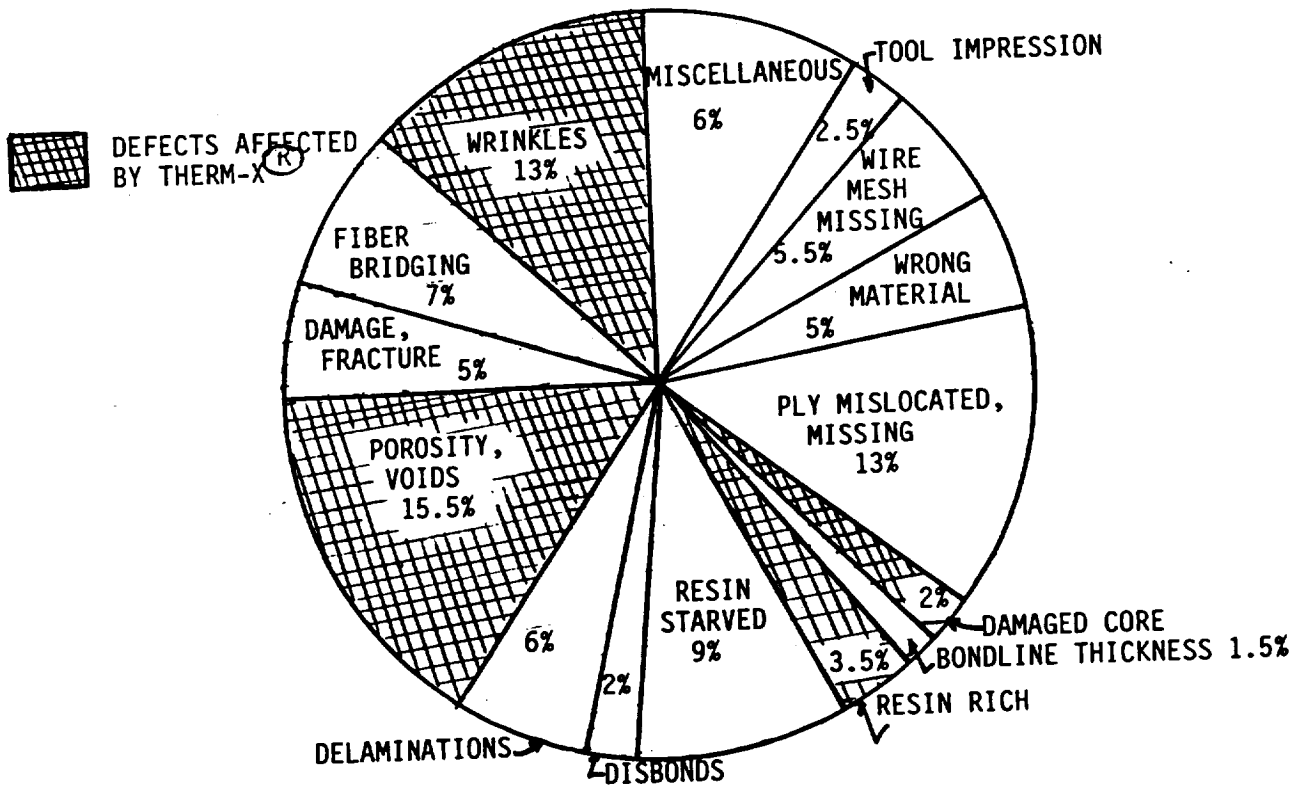 DEFECTS AFFECTED
BY THERM-X®
WRINKLES
13%
MISCELLANEOUS
6%
TOOL IMPRESSION
2.5%
WIRE
MESH
MISSING
5.5%
WRONG
MATERIAL
5%
PLY MISLOCATED,
MISSING
13%
2%
DAMAGED CORE
BONDLINE THICKNESS 1.5%
3.5%
RESIN RICH
RESIN
STARVED
9%
2%
DISBONDS
6%
DELAMINATIONS
POROSITY,
VOIDS
15.5%
DAMAGE,
FRACTURE 5%
FIBER
BRIDGING
7%